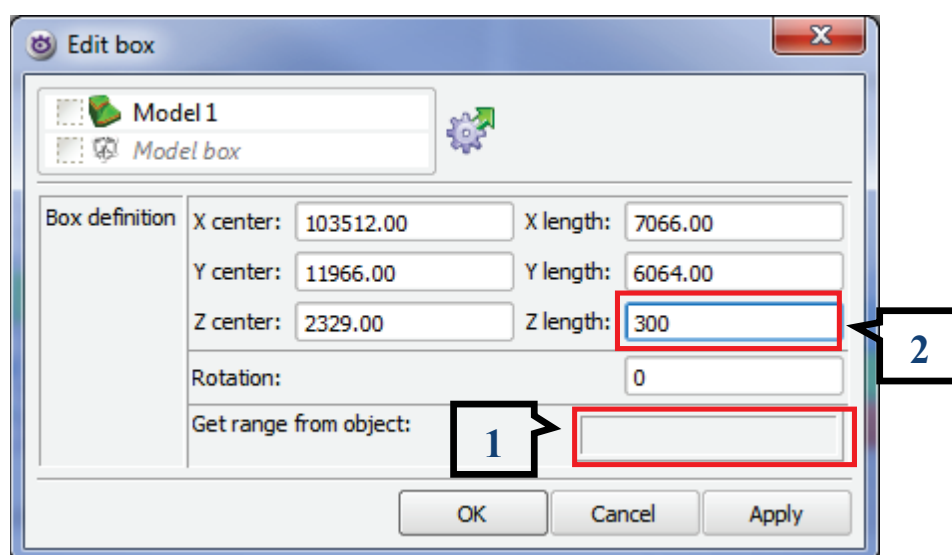 Edit box
Model 1
Model box
Box definition X center: 103512.00 X length: 7066.00
Y center: 11966.00 Y length: 6064.00
Z center: 2329.00 Z length: 300
2
Rotation: 0
Get range from object:
1
OK Cancel Apply